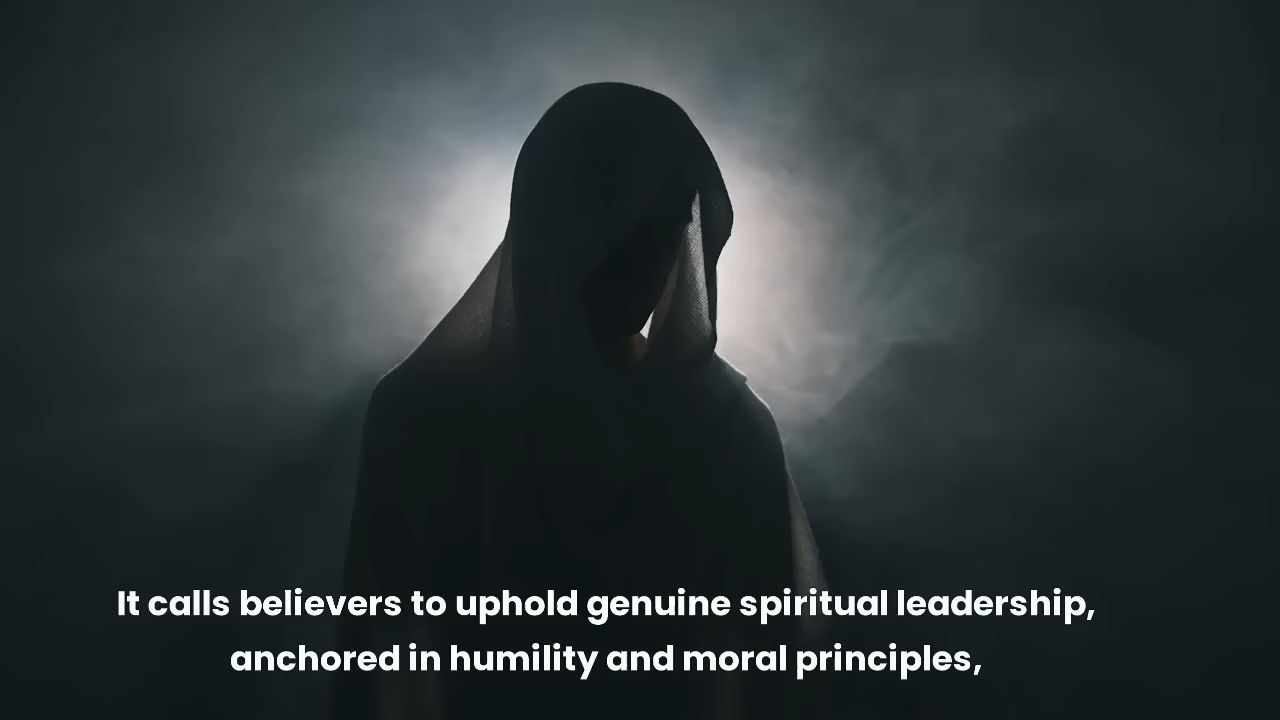 It calls believers to uphold genuine spiritual leadership,
anchored in humility and moral principles,